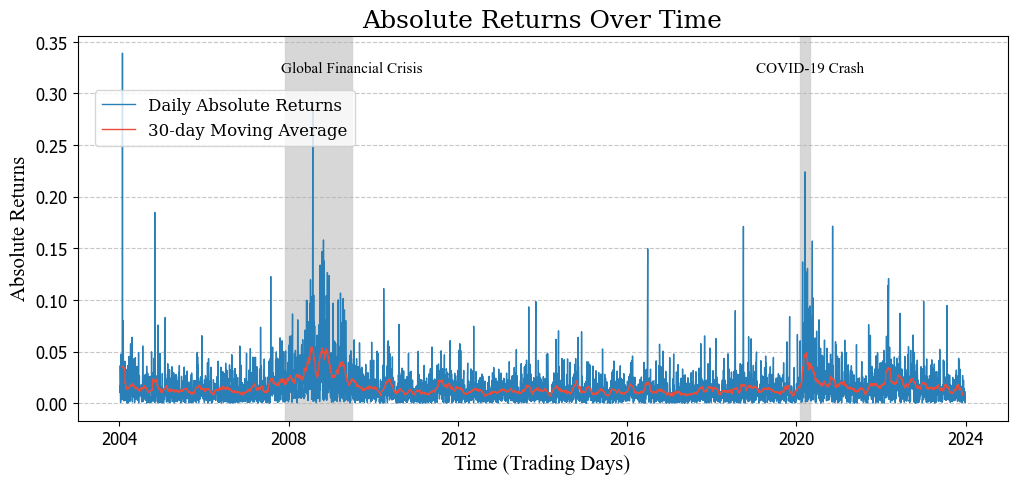 Absolute Returns Over Time
0.35
0.30
0.25
0.20
0.15
0.10
0.05
0.00
Absolute Returns
Global Financial Crisis
COVID-19 Crash
Daily Absolute Returns
30-day Moving Average
2004
2008
2012
2016
2020
2024
Time (Trading Days)